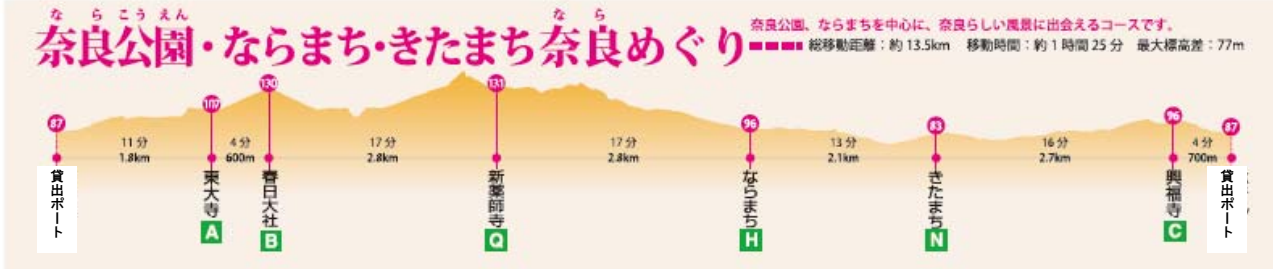 な ら こう えん
な ら
奈良公園・ならまち・きたまち奈良めぐり
奈良公園、ならまちを中心に、奈良らしい風景に出会えるコースです。
総移動距離：約 13.5km 移動時間：約 1 時間 25 分 最大標高差：77m
87
107
130
131
96
83
96
87
11 分
1.8km
4 分
600m
17 分
2.8km
17 分
2.8km
13 分
2.1km
16 分
2.7km
4 分
700m
貸出ポート
東大寺
A
春日大社
B
新薬師寺
Q
ならまち
H
きたまち
N
興福寺
C
貸出ポート